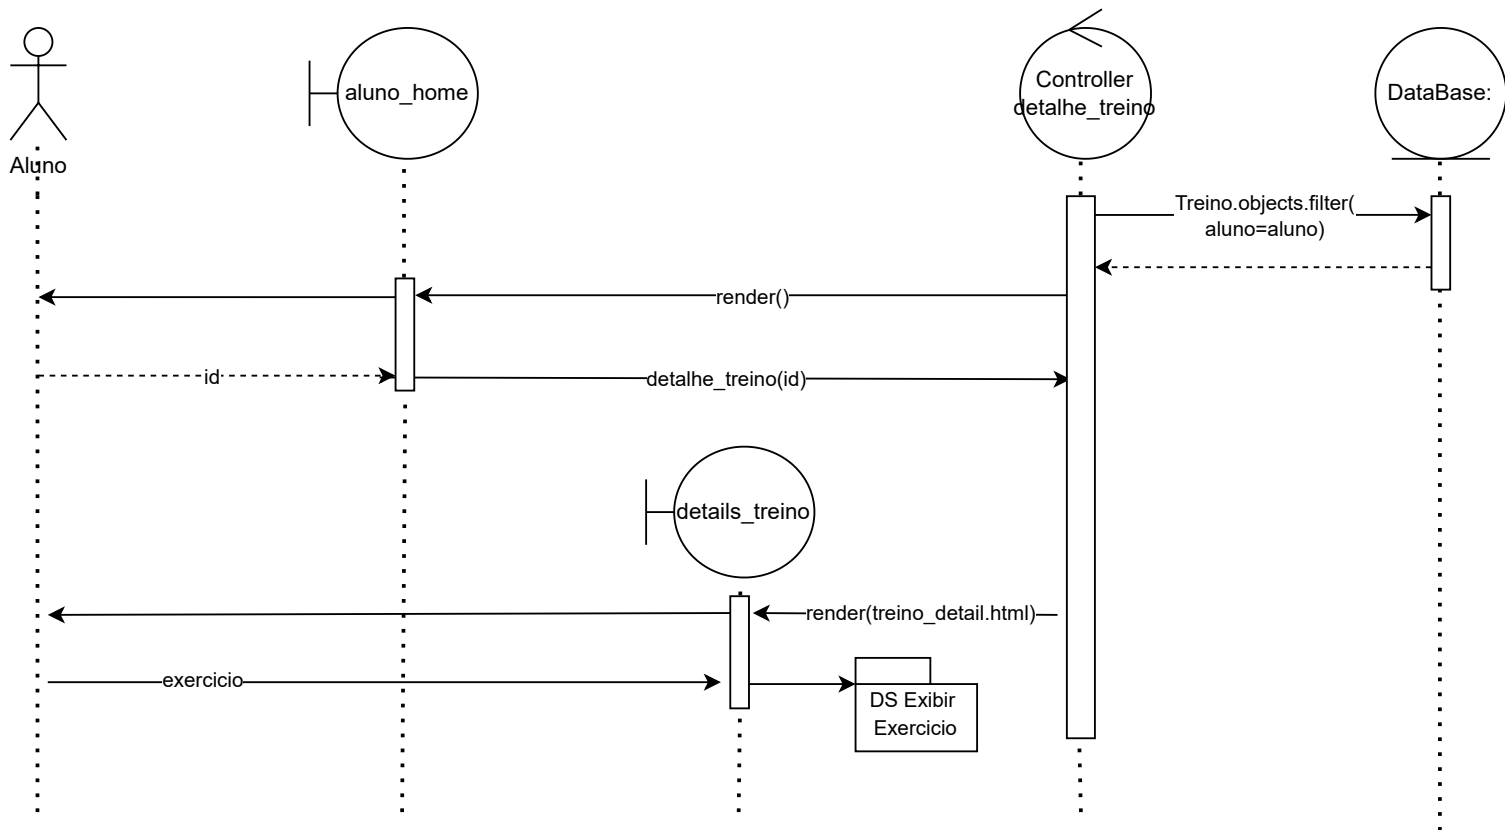 Aluno
aluno_home
Controller
detalhe_treino
DataBase:
Treino.objects.filter(
aluno=aluno)
render()
id
detalhe_treino(id)
details_treino
render(treino_detail.html)
exercicio
DS Exibir
Exercicio